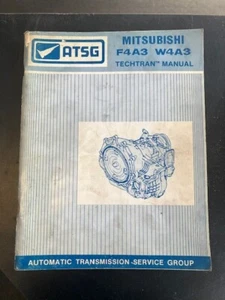 ATSG
MITSUBISHI
F4A3 W4A3
TECHTRAN™ MANUAL
AUTOMATIC TRANSMISSION SERVICE GROUP